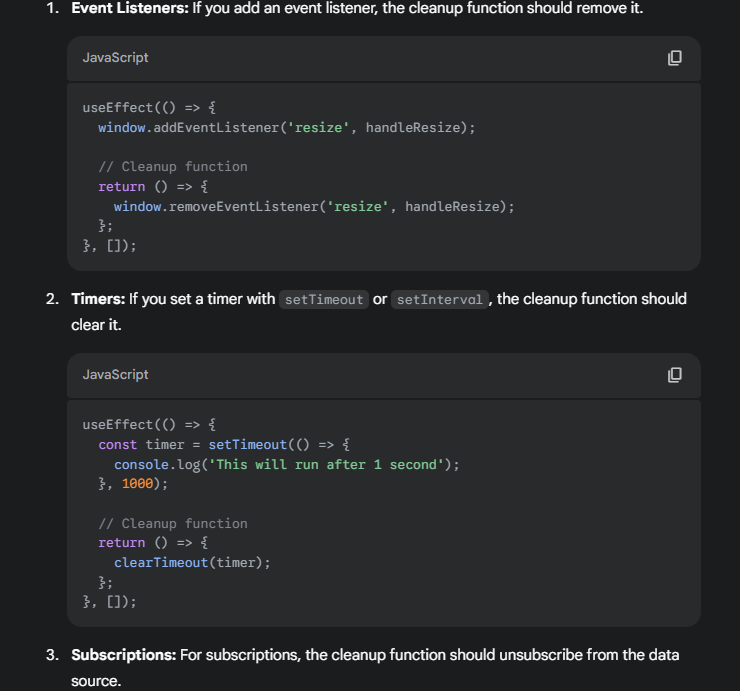 1. Event Listeners: If you add an event listener, the cleanup function should remove it.
JavaScript
useEffect(() => {
  window.addEventListener('resize', handleResize);

  // Cleanup function
  return () => {
    window.removeEventListener('resize', handleResize);
  };
}, []);
2. Timers: If you set a timer with setTimeout or setInterval, the cleanup function should
clear it.
JavaScript
useEffect(() => {
  const timer = setTimeout(() => {
    console.log('This will run after 1 second');
  }, 1000);

  // Cleanup function
  return () => {
    clearTimeout(timer);
  };
}, []);
3. Subscriptions: For subscriptions, the cleanup function should unsubscribe from the data
source.